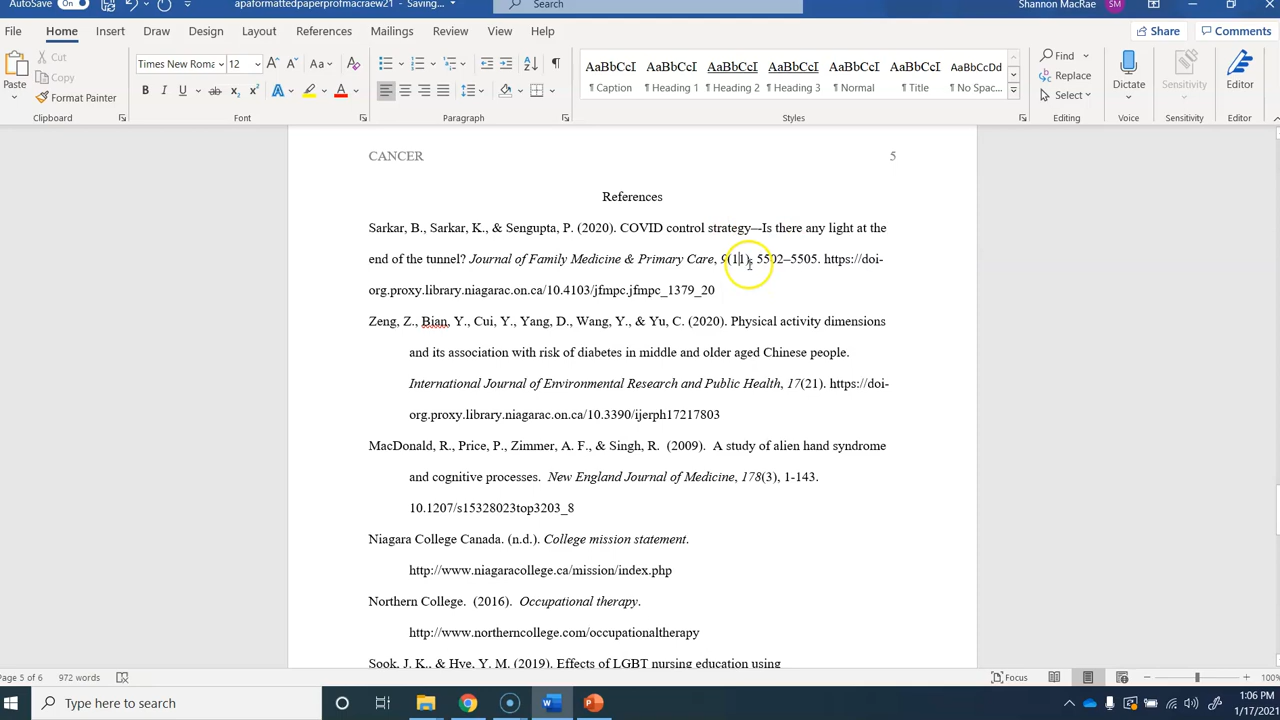 AutoSave On apaformattedpaperprofmacraew21 - Saving... Search Shannon MacRae SM
File Home Insert Draw Design Layout References Mailings Review View Help Share Comments
Paste Cut Copy Format Painter Clipboard
Times New Roma 12 Font
Paragraph
AaBbCcI ¶ Caption AaBbCcI ¶ Heading 1 AaBbCcI ¶ Heading 2 AaBbCcI ¶ Heading 3 AaBbCcI ¶ Normal AaBbCcI ¶ Title AaBbCcDd ¶ No Spac... Styles
Find Replace Select Editing
Dictate Voice
Sensitivity Sensitivity
Editor Editor
CANCER 5
References
Sarkar, B., Sarkar, K., & Sengupta, P. (2020). COVID control strategy—-Is there any light at the
end of the tunnel? Journal of Family Medicine & Primary Care, 9(11), 5502–5505. https://doi-
org.proxy.library.niagarac.on.ca/10.4103/jfmpc.jfmpc_1379_20
Zeng, Z., Bian, Y., Cui, Y., Yang, D., Wang, Y., & Yu, C. (2020). Physical activity dimensions
and its association with risk of diabetes in middle and older aged Chinese people.
International Journal of Environmental Research and Public Health, 17(21). https://doi-
org.proxy.library.niagarac.on.ca/10.3390/ijerph17217803
MacDonald, R., Price, P., Zimmer, A. F., & Singh, R. (2009). A study of alien hand syndrome
and cognitive processes. New England Journal of Medicine, 178(3), 1-143.
10.1207/s15328023top3203_8
Niagara College Canada. (n.d.). College mission statement.
http://www.niagaracollege.ca/mission/index.php
Northern College. (2016). Occupational therapy.
http://www.northerncollege.com/occupationaltherapy
Sook, J. K., & Hye, Y. M. (2019). Effects of LGBT nursing education using
Page 5 of 6 972 words Focus 100%
Type here to search 1:06 PM
1/17/2021